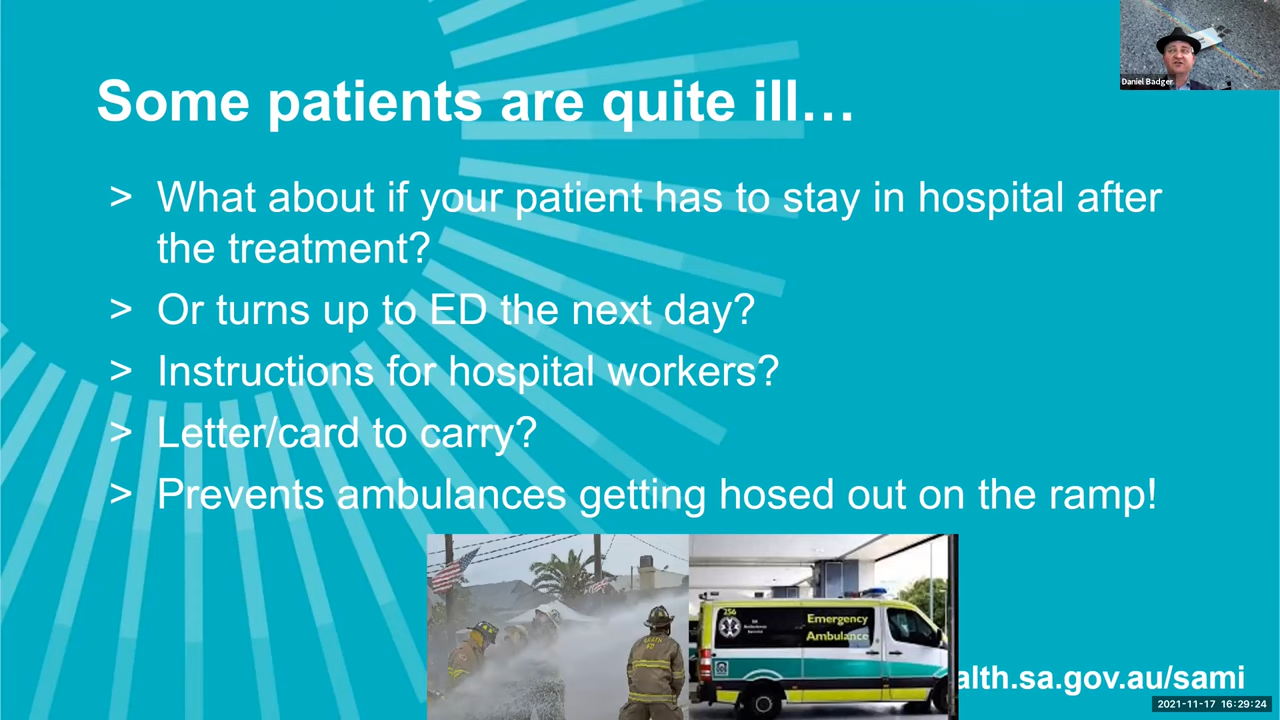 Daniel Badger
Some patients are quite ill…
> What about if your patient has to stay in hospital after
the treatment?
> Or turns up to ED the next day?
> Instructions for hospital workers?
> Letter/card to carry?
> Prevents ambulances getting hosed out on the ramp!
256
Emergency
Ambulance
alth.sa.gov.au/sami
2021-11-17 16:29:24